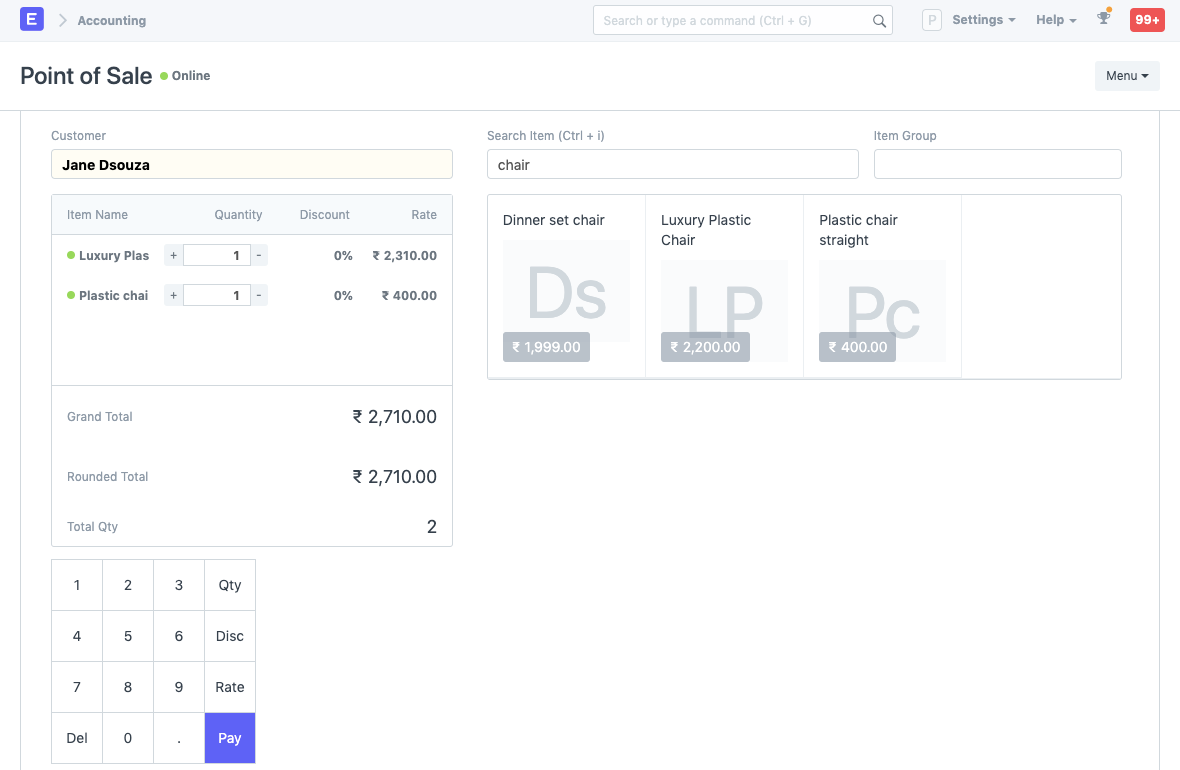 E Accounting Search or type a command (Ctrl + G) P Settings Help 99+
Point of Sale Online Menu
Customer Search Item (Ctrl + i) Item Group
Jane Dsouza chair
Item Name Quantity Discount Rate
Luxury Plas + 1 - 0% ₹ 2,310.00
Plastic chai + 1 - 0% ₹ 400.00
Grand Total ₹ 2,710.00
Rounded Total ₹ 2,710.00
Total Qty 2
Dinner set chair
Ds
₹ 1,999.00
Luxury Plastic
Chair
LP
₹ 2,200.00
Plastic chair
straight
Pc
₹ 400.00
1 2 3 Qty
4 5 6 Disc
7 8 9 Rate
Del 0 . Pay